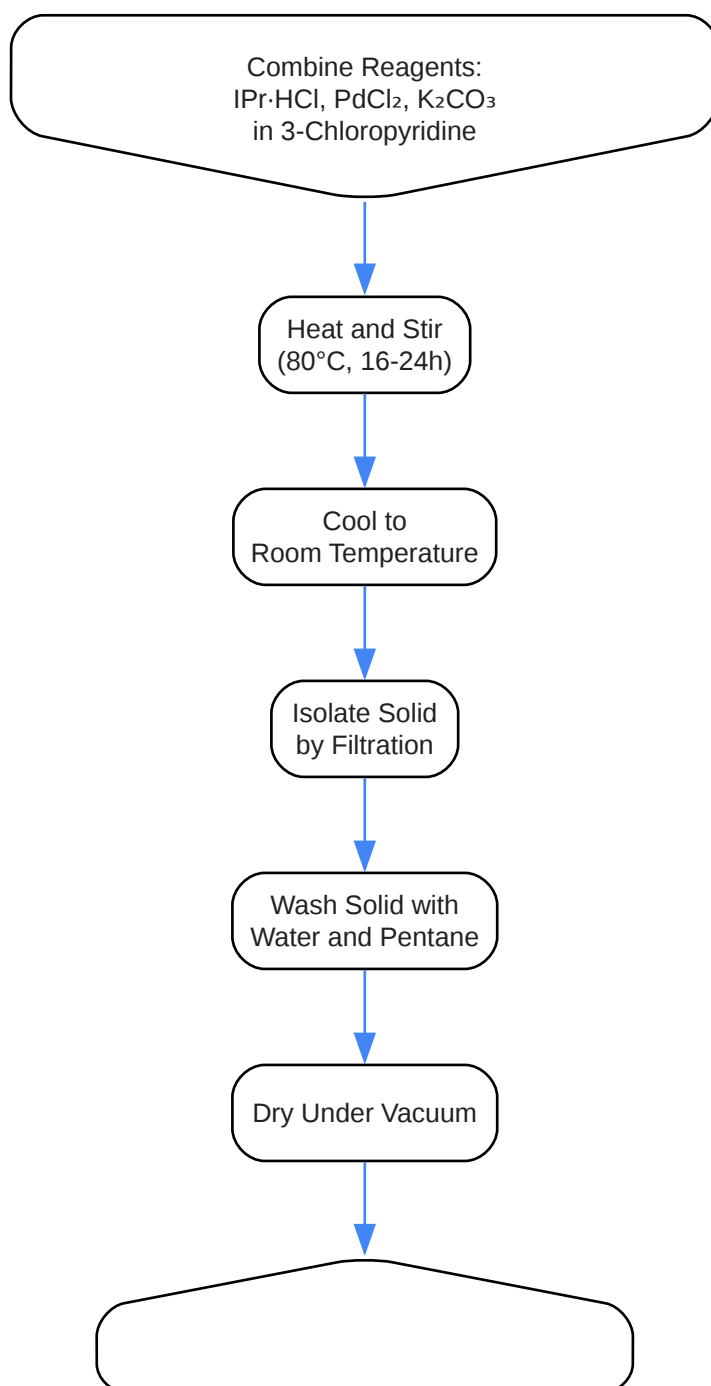 Combine Reagents:
IPr·HCl, PdCl₂, K₂CO₃
in 3-Chloropyridine
Heat and Stir
(80°C, 16-24h)
Cool to
Room Temperature
Isolate Solid
by Filtration
Wash Solid with
Water and Pentane
Dry Under Vacuum